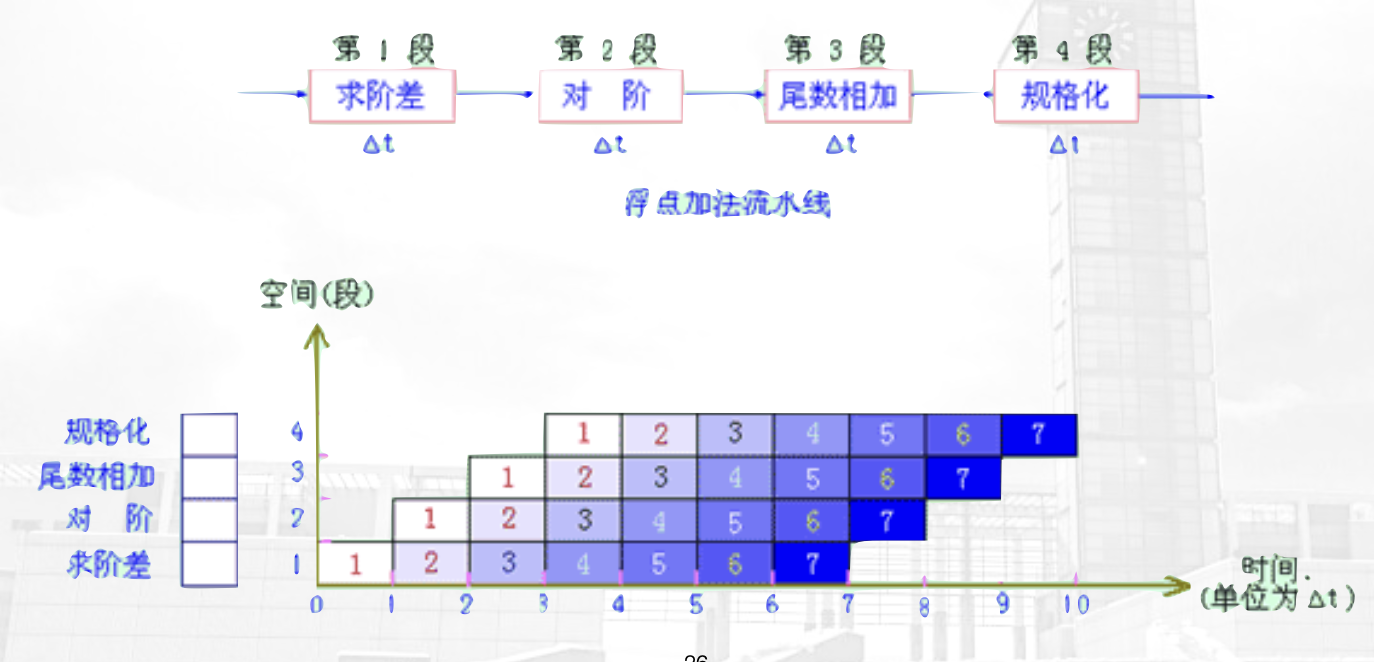 第 1 段 第 2 段 第 3 段 第 4 段
求阶差 对 阶 尾数相加 规格化
Δt Δt Δt Δt
浮点加法流水线
空间(段)
规格化 4 1 2 3 4 5 6 7
尾数相加 3 1 2 3 4 5 6 7
对 阶 2 1 2 3 4 5 6 7
求阶差 1 1 2 3 4 5 6 7
时间
0 1 2 3 4 5 6 7 8 9 10 (单位为 Δt)